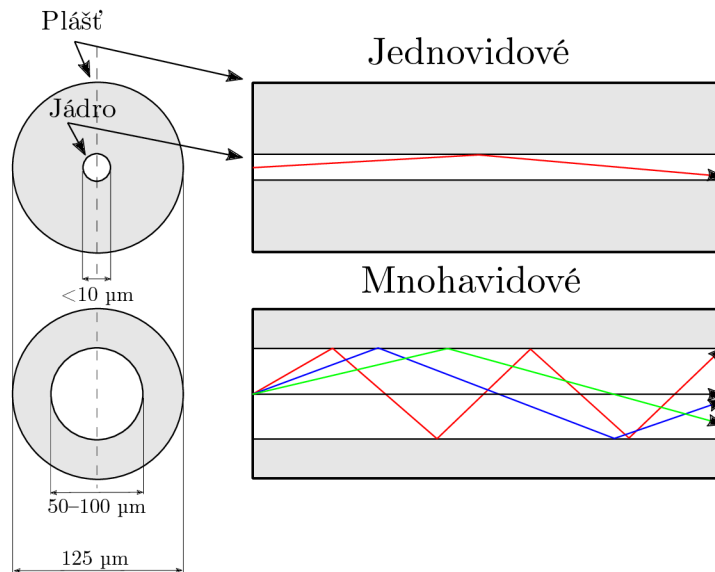 Plášť
Jednovidové
Jádro
<10 µm
Mnohavidové
50–100 µm
125 µm